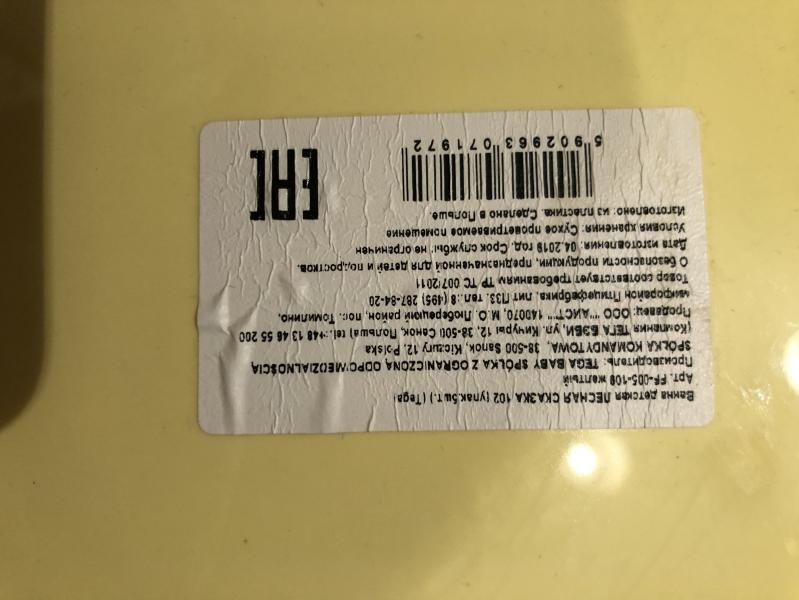 Ванна детская ЛЕСНАЯ СКАЗКА 102 (упак.5шт.) (Tega)
Арт. FF-005-109 желтый
Производитель: TEGA BABY SPÓŁKA Z OGRANICZONĄ ODPOWIEDZIALNOŚCIĄ
SPÓŁKA KOMANDYTOWA, 38-500 Sanok, Kiczury 12, Polska
(Компания ТЕГА БЭБИ, ул. Кичуры 12, 38-500 Санок, Польша) tel.:+48 13 46 55 200
Продавец: ООО "АИСТ" 140070, М.О. Люберецкий район, пос. Томилино,
микрорайон Птицефабрика, лит П33. тел.:8 (495) 287-84-20
Товар соответствует требованиям ТР ТС 007/2011
О безопасности продукции, предназначенной для детей и подростков.
Дата изготовления: 04.2019 год. Срок службы: не ограничен
Условия хранения: Сухое проветриваемое помещение
Изготовлено: из пластика. Сделано в Польше.
5 902963 071972
EAC